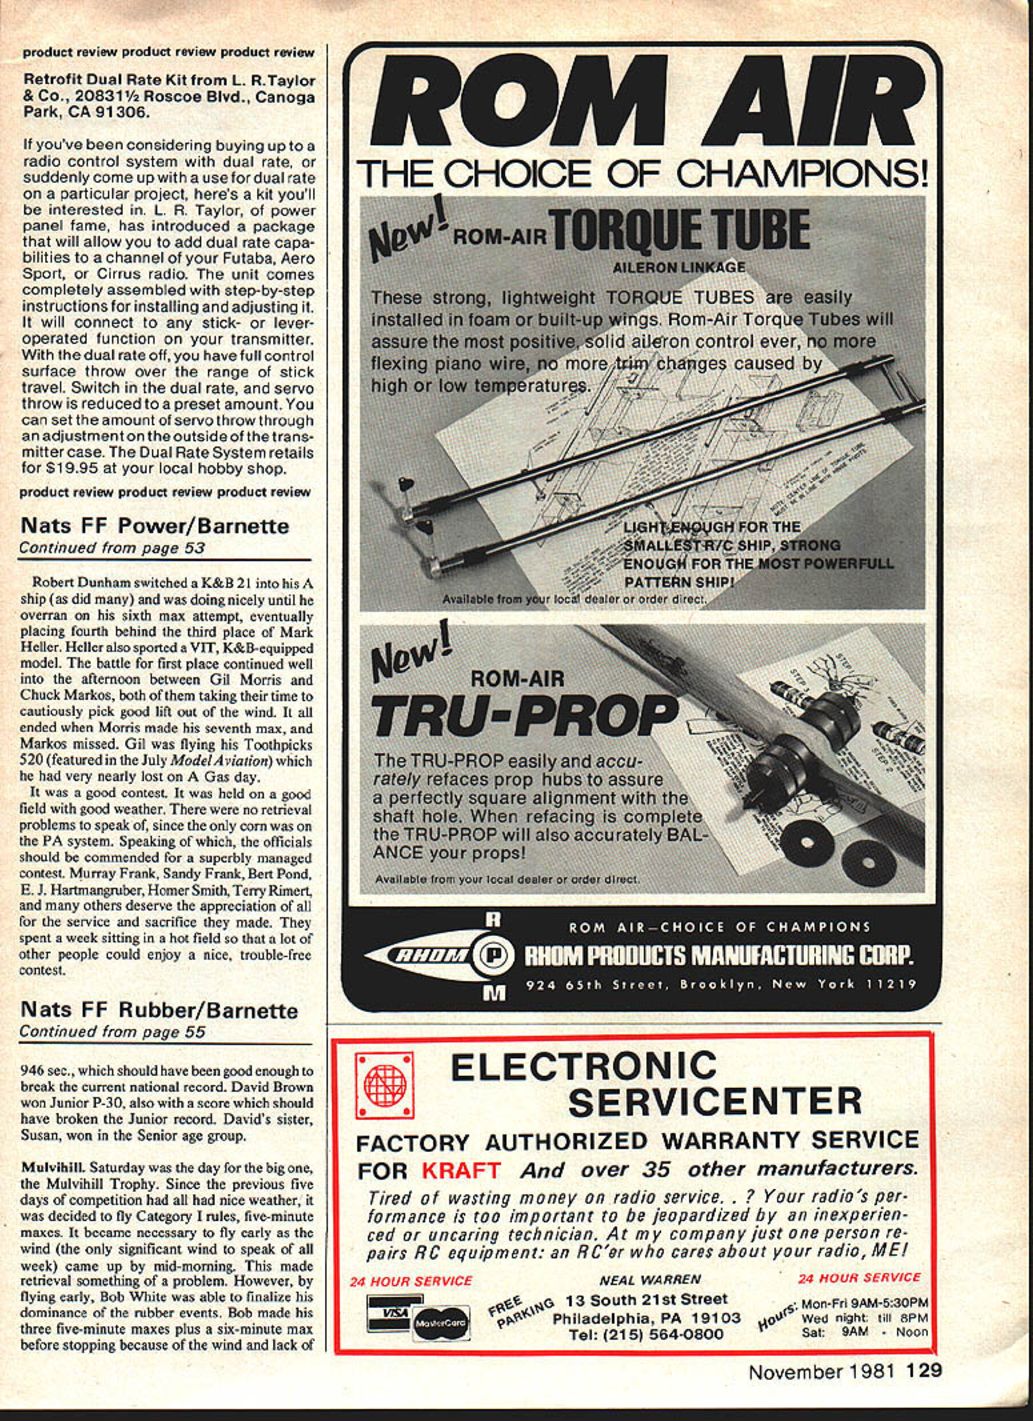 product review product review product review
Retrofit Dual Rate Kit from L. R. Taylor
& Co., 20831½ Roscoe Blvd., Canoga
Park, CA 91306.
If you've been considering buying up to a
radio control system with dual rate, or
suddenly come up with a use for dual rate
on a particular project, here's a kit you'll
be interested in. L. R. Taylor, of power
panel fame, has introduced a package
that will allow you to add dual rate capa-
bilities to a channel of your Futaba, Aero
Sport, or Cirrus radio. The unit comes
completely assembled with step-by-step
instructions for installing and adjusting it.
It will connect to any stick- or lever-
operated function on your transmitter.
With the dual rate off, you have full control
surface throw over the range of stick
travel. Switch in the dual rate, and servo
throw is reduced to a preset amount. You
can set the amount of servo throw through
an adjustment on the outside of the trans-
mitter case. The Dual Rate System retails
for $19.95 at your local hobby shop.
product review product review product review
Nats FF Power/Barnette
Continued from page 53
Robert Dunham switched a K&B 21 into his A
ship (as did many) and was doing nicely until he
overran on his sixth max attempt, eventually
placing fourth behind the third place of Mark
Heller. Heller also sported a VIT, K&B-equipped
model. The battle for first place continued well
into the afternoon between Gil Morris and
Chuck Markos, both of them taking their time to
cautiously pick good lift out of the wind. It all
ended when Morris made his seventh max, and
Markos missed. Gil was flying his Toothpicks
520 (featured in the July Model Aviation) which
he had very nearly lost on A Gas day.
It was a good contest. It was held on a good
field with good weather. There were no retrieval
problems to speak of, since the only corn was on
the PA system. Speaking of which, the officials
should be commended for a superbly managed
contest. Murray Frank, Sandy Frank, Bert Pond,
E. J. Hartmangruber, Homer Smith, Terry Rimert,
and many others deserve the appreciation of all
for the service and sacrifice they made. They
spent a week sitting in a hot field so that a lot of
other people could enjoy a nice, trouble-free
contest.
Nats FF Rubber/Barnette
Continued from page 55
946 sec., which should have been good enough to
break the current national record. David Brown
won Junior P-30, also with a score which should
have broken the Junior record. David's sister,
Susan, won in the Senior age group.
Mulvihill. Saturday was the day for the big one,
the Mulvihill Trophy. Since the previous five
days of competition had all had nice weather, it
was decided to fly Category I rules, five-minute
maxes. It became necessary to fly early as the
wind (the only significant wind to speak of all
week) came up by mid-morning. This made
retrieval something of a problem. However, by
flying early, Bob White was able to finalize his
dominance of the rubber events. Bob made his
three five-minute maxes plus a six-minute max
before stopping because of the wind and lack of
ROM AIR
THE CHOICE OF CHAMPIONS!
New! ROM-AIR TORQUE TUBE
AILERON LINKAGE
These strong, lightweight TORQUE TUBES are easily
installed in foam or built-up wings. Rom-Air Torque Tubes will
assure the most positive, solid aileron control ever, no more
flexing piano wire, no more trim changes caused by
high or low temperatures.
NOTE: CENTER LINE OF TORQUE TUBE
MUST BE IN LINE WITH HINGE POINTS
LIGHT ENOUGH FOR THE
SMALLEST R/C SHIP, STRONG
ENOUGH FOR THE MOST POWERFULL
PATTERN SHIP!
Available from your local dealer or order direct.
New!
ROM-AIR
TRU-PROP
STEP 1
STEP 2
The TRU-PROP easily and accu-
rately refaces prop hubs to assure
a perfectly square alignment with the
shaft hole. When refacing is complete
the TRU-PROP will also accurately BAL-
ANCE your props!
Available from your local dealer or order direct.
R
RHOM P
M
ROM AIR—CHOICE OF CHAMPIONS
RHOM PRODUCTS MANUFACTURING CORP.
924 65th Street, Brooklyn, New York 11219
ELECTRONIC
SERVICENTER
FACTORY AUTHORIZED WARRANTY SERVICE
FOR KRAFT And over 35 other manufacturers.
Tired of wasting money on radio service. . ? Your radio's per-
formance is too important to be jeopardized by an inexperien-
ced or uncaring technician. At my company just one person re-
pairs RC equipment: an RC'er who cares about your radio, ME!
24 HOUR SERVICE
VISA
MasterCard
FREE
PARKING
NEAL WARREN
13 South 21st Street
Philadelphia, PA 19103
Tel: (215) 564-0800
24 HOUR SERVICE
Hours: Mon-Fri 9AM-5:30PM
Wed night: till 8PM
Sat: 9AM - Noon
November 1981 129